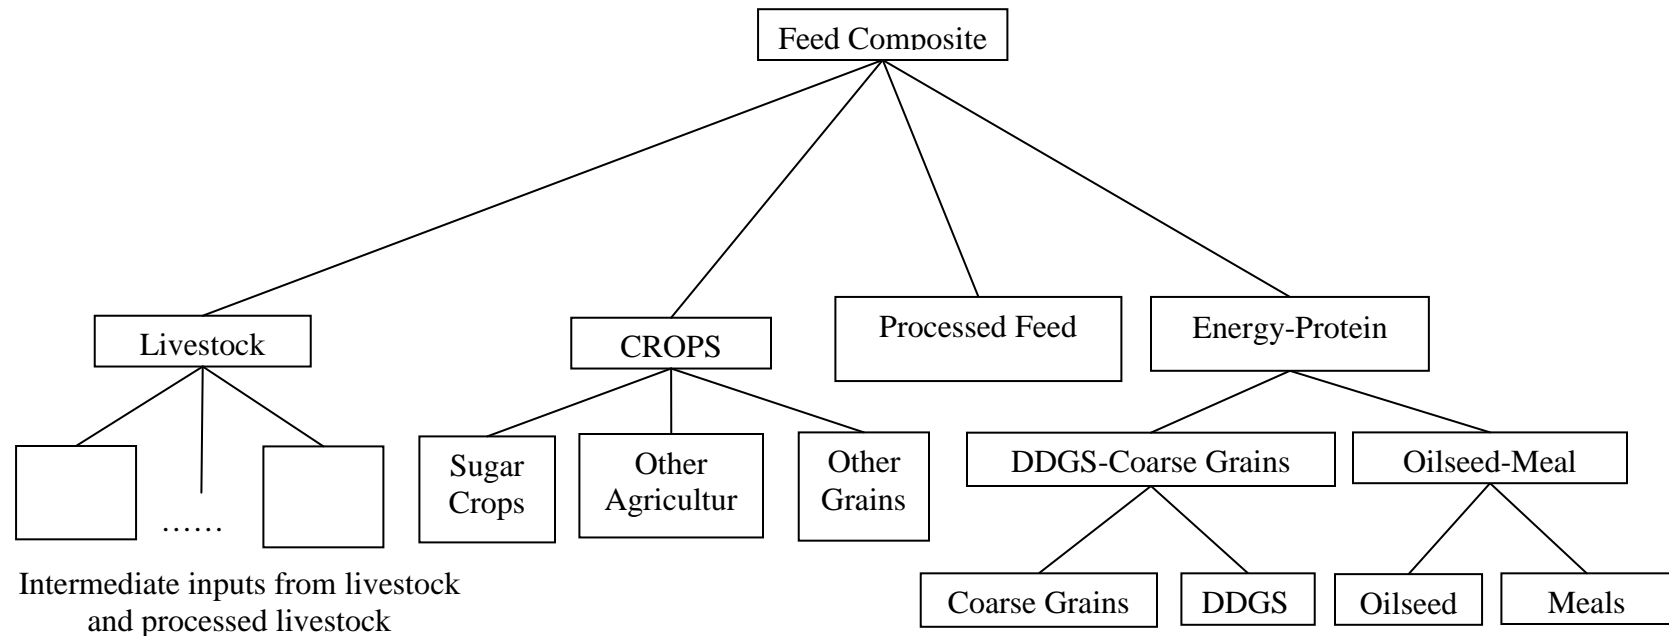 Feed Composite
Livestock
CROPS
Processed Feed
Energy-Protein
Sugar
Crops
Other
Agricultur
Other
Grains
DDGS-Coarse Grains
Oilseed-Meal
……
Coarse Grains
DDGS
Oilseed
Meals
Intermediate inputs from livestock
and processed livestock